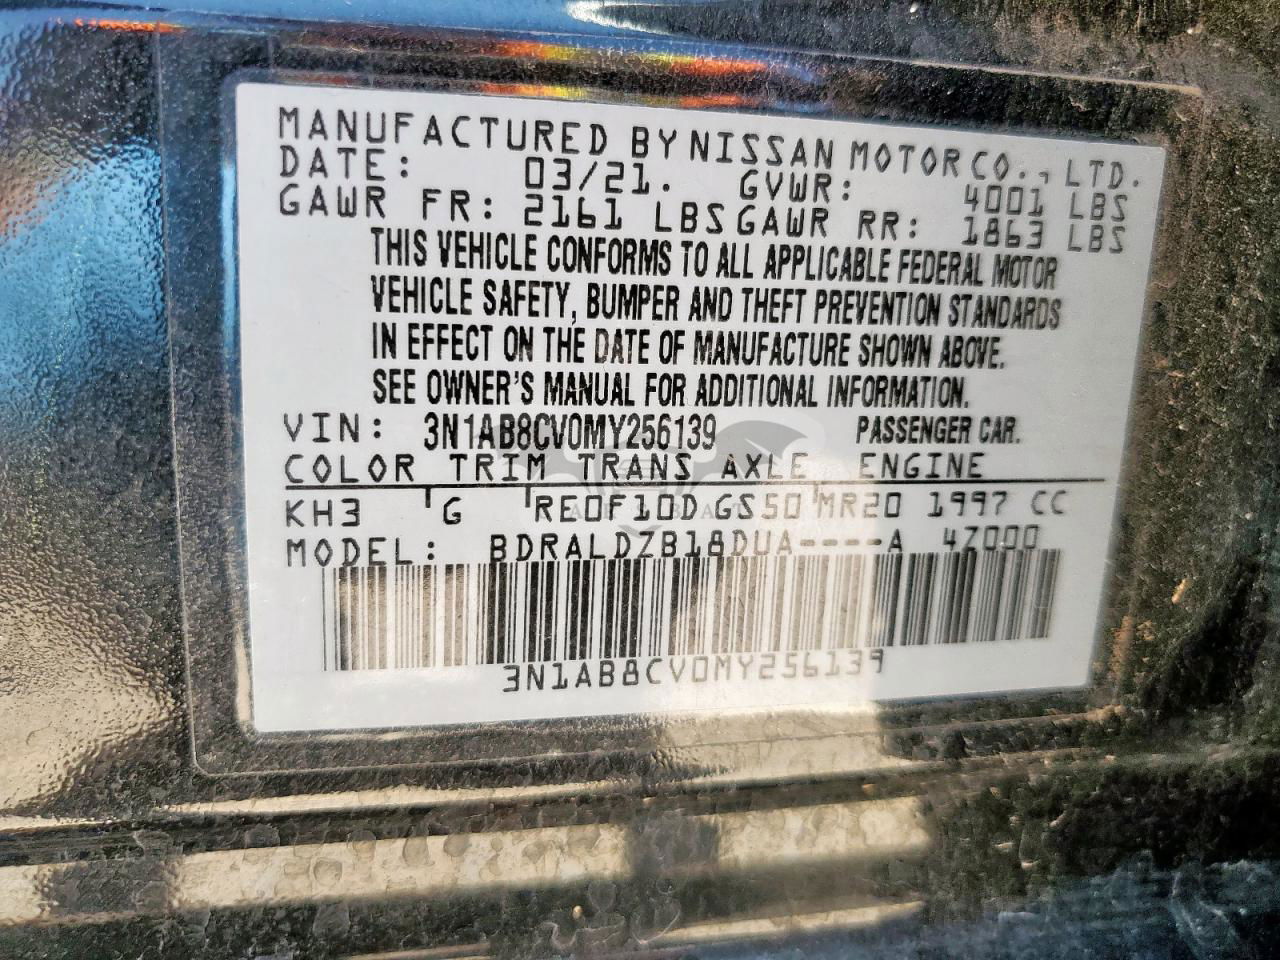 MANUFACTURED BY NISSAN MOTOR CO., LTD.
DATE: 03/21. GVWR: 4001 LBS
GAWR FR: 2161 LBS GAWR RR: 1863 LBS
THIS VEHICLE CONFORMS TO ALL APPLICABLE FEDERAL MOTOR
VEHICLE SAFETY, BUMPER AND THEFT PREVENTION STANDARDS
IN EFFECT ON THE DATE OF MANUFACTURE SHOWN ABOVE.
SEE OWNER'S MANUAL FOR ADDITIONAL INFORMATION.
VIN: 3N1AB8CV0MY256139 PASSENGER CAR.
COLOR TRIM TRANS AXLE ENGINE
KH3 G RE0F10D GS50 MR20 1997 CC
MODEL: BDRALDZB18DUA----A 4Z000
3N1AB8CV0MY256139